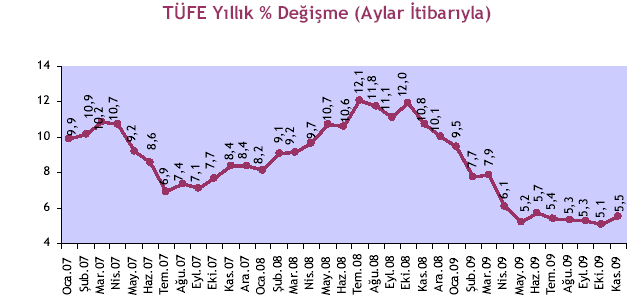 TÜFE Yıllık % Değişme (Aylar İtibarıyla)
14
12
10
8
6
4
9,9
10,9
10,2
10,7
9,2
8,6
6,9
7,4
7,1
7,7
8,4
8,4
8,2
9,1
9,2
9,7
10,7
10,6
12,1
11,8
11,1
12,0
10,8
10,1
9,5
7,7
7,9
6,1
5,2
5,7
5,4
5,3
5,3
5,1
5,5
Oca.07
Şub.07
Mar.07
Nis.07
May.07
Haz.07
Tem.07
Ağu.07
Eyl.07
Eki.07
Kas.07
Ara.07
Oca.08
Şub.08
Mar.08
Nis.08
May.08
Haz.08
Tem.08
Ağu.08
Eyl.08
Eki.08
Kas.08
Ara.08
Oca.09
Şub.09
Mar.09
Nis.09
May.09
Haz.09
Tem.09
Ağu.09
Eyl.09
Eki.09
Kas.09